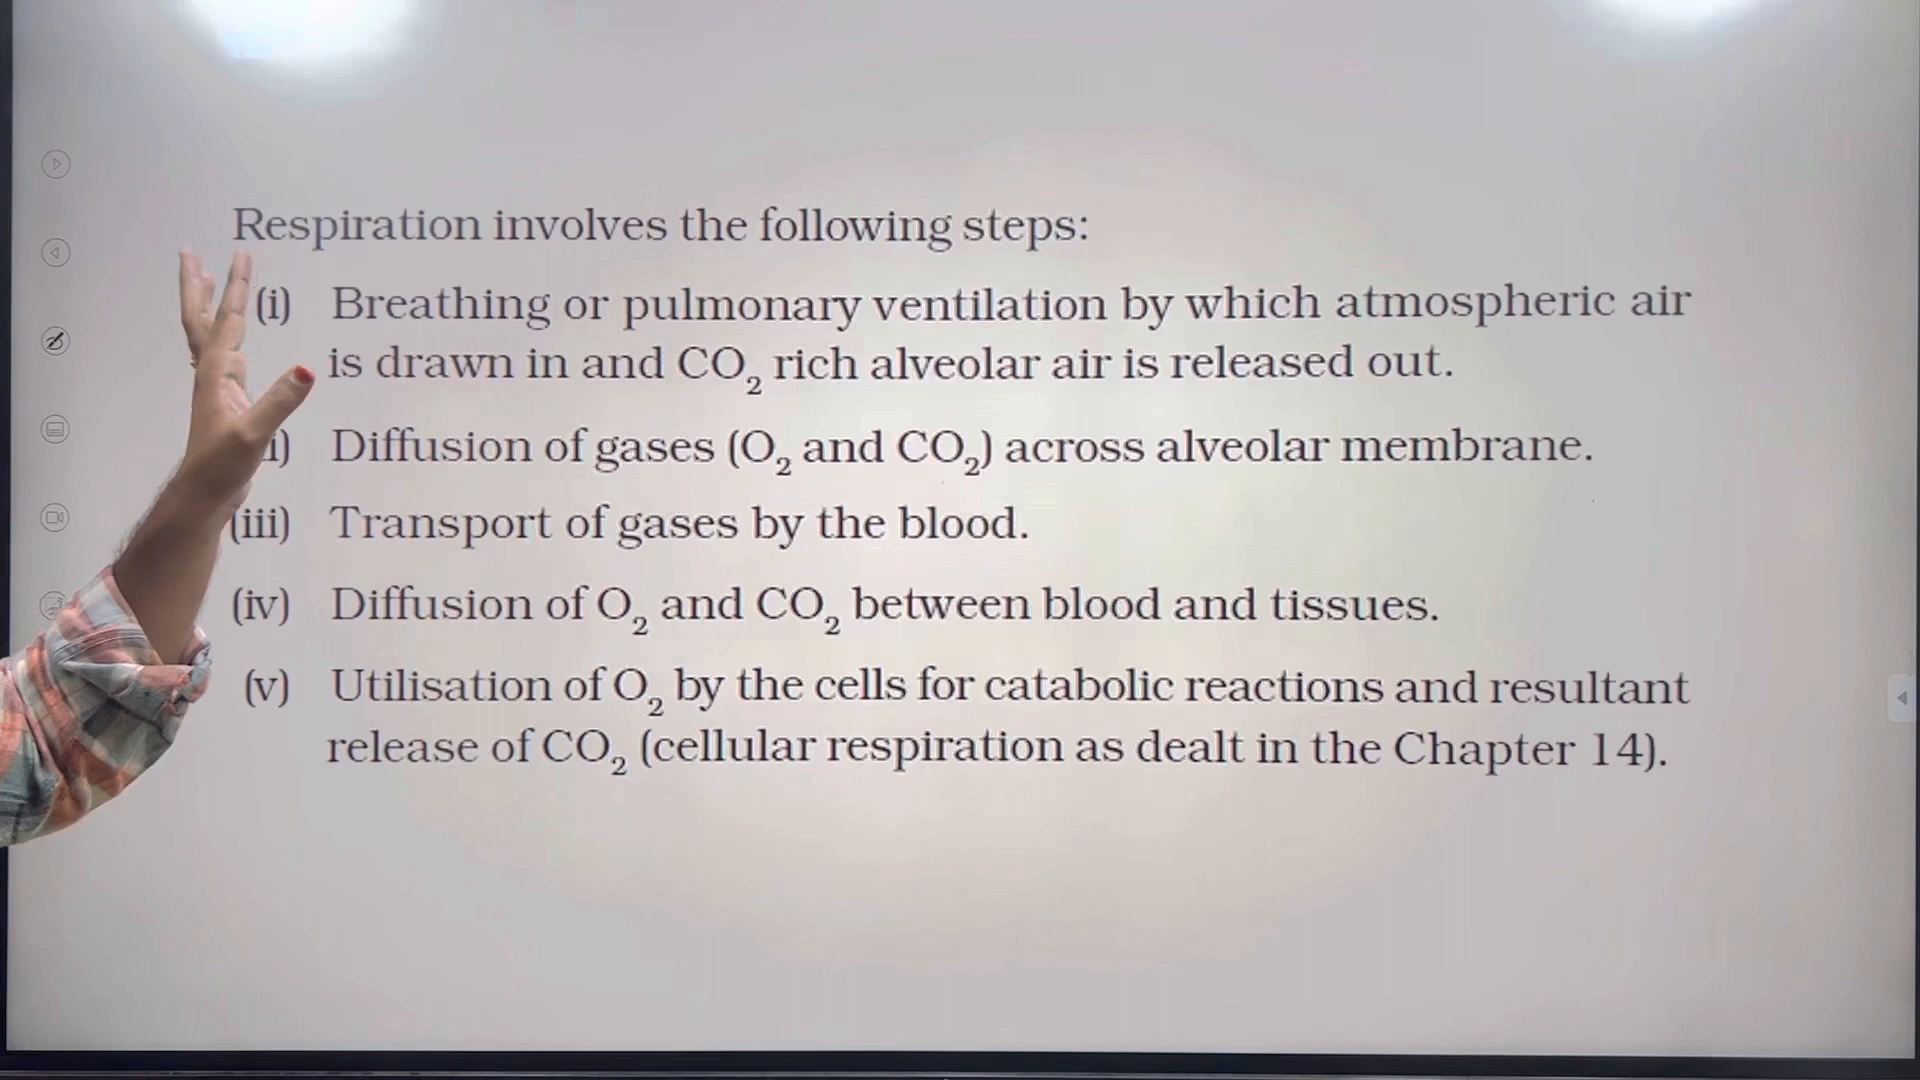 Respiration involves the following steps:
(i) Breathing or pulmonary ventilation by which atmospheric air
is drawn in and CO₂ rich alveolar air is released out.
i) Diffusion of gases (O₂ and CO₂) across alveolar membrane.
(iii) Transport of gases by the blood.
(iv) Diffusion of O₂ and CO₂ between blood and tissues.
(v) Utilisation of O₂ by the cells for catabolic reactions and resultant
release of CO₂ (cellular respiration as dealt in the Chapter 14).